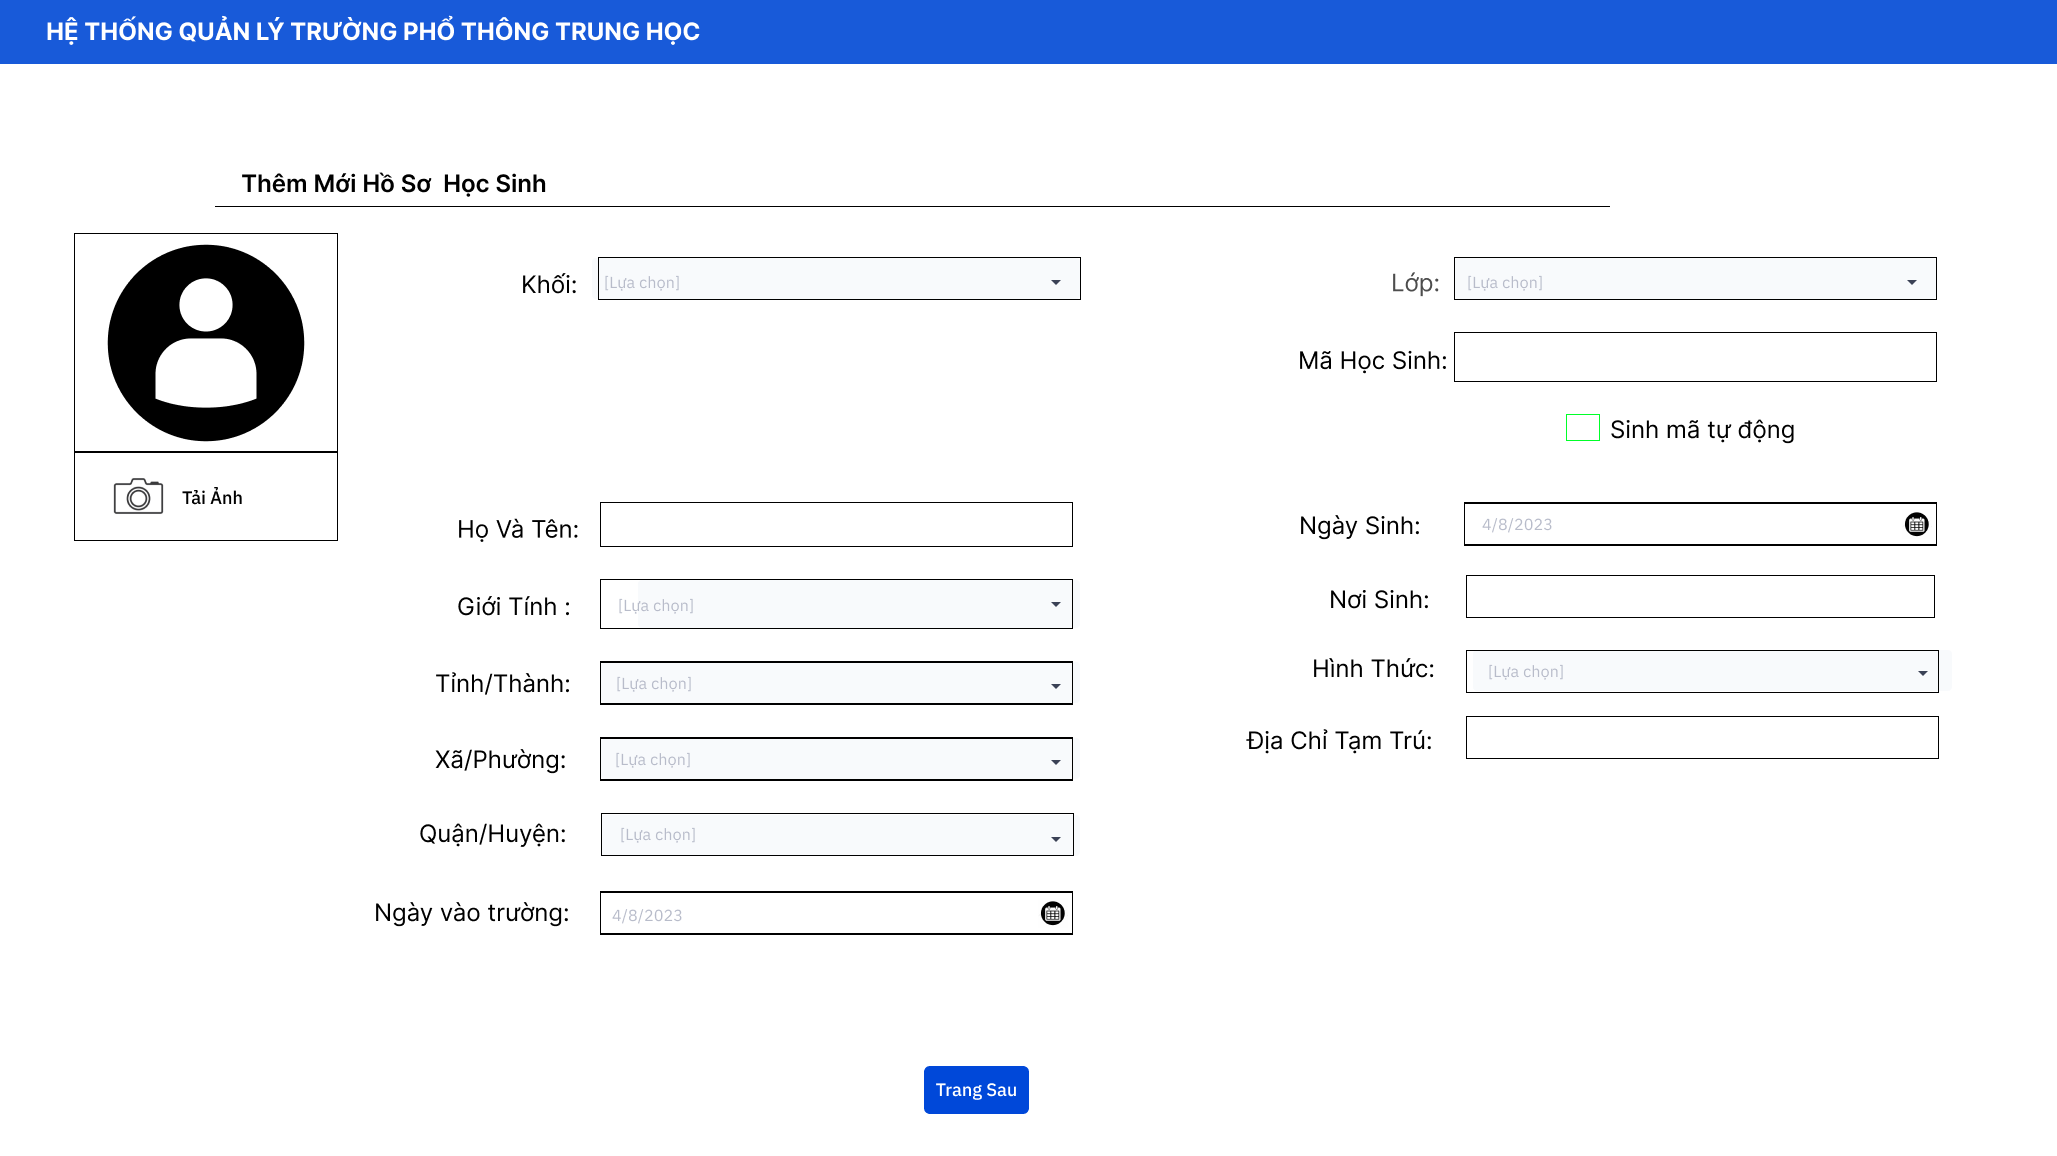 HỆ THỐNG QUẢN LÝ TRƯỜNG PHỔ THÔNG TRUNG HỌC
Thêm Mới Hồ Sơ Học Sinh
Khối: [Lựa chọn]
Lớp: [Lựa chọn]
Mã Học Sinh:
Sinh mã tự động
Tải Ảnh
Họ Và Tên:
Ngày Sinh: 4/8/2023
Giới Tính : [Lựa chọn]
Nơi Sinh:
Tỉnh/Thành: [Lựa chọn]
Hình Thức: [Lựa chọn]
Xã/Phường: [Lựa chọn]
Địa Chỉ Tạm Trú:
Quận/Huyện: [Lựa chọn]
Ngày vào trường: 4/8/2023
Trang Sau